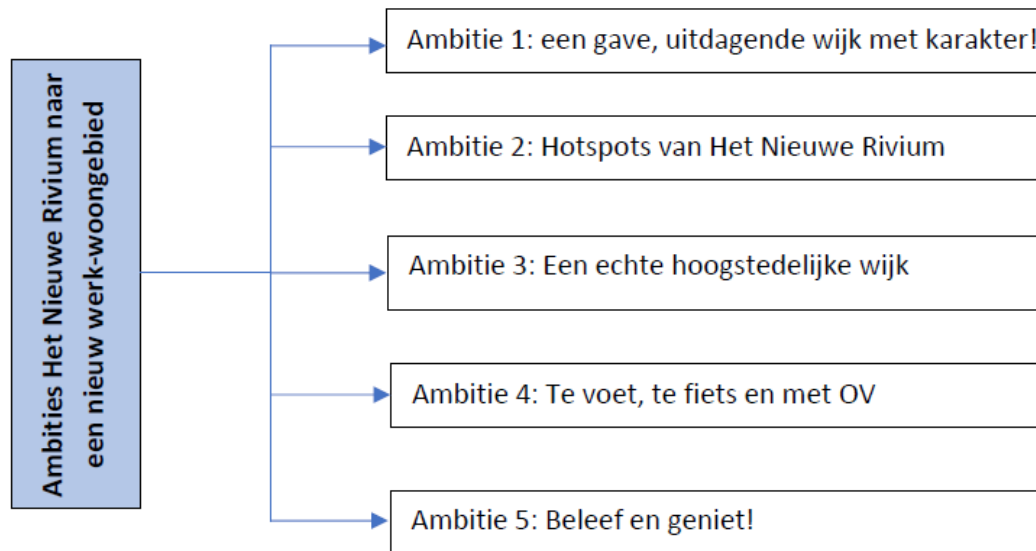 Ambities Het Nieuwe Rivium naar
een nieuw werk-woongebied
Ambitie 1: een gave, uitdagende wijk met karakter!
Ambitie 2: Hotspots van Het Nieuwe Rivium
Ambitie 3: Een echte hoogstedelijke wijk
Ambitie 4: Te voet, te fiets en met OV
Ambitie 5: Beleef en geniet!